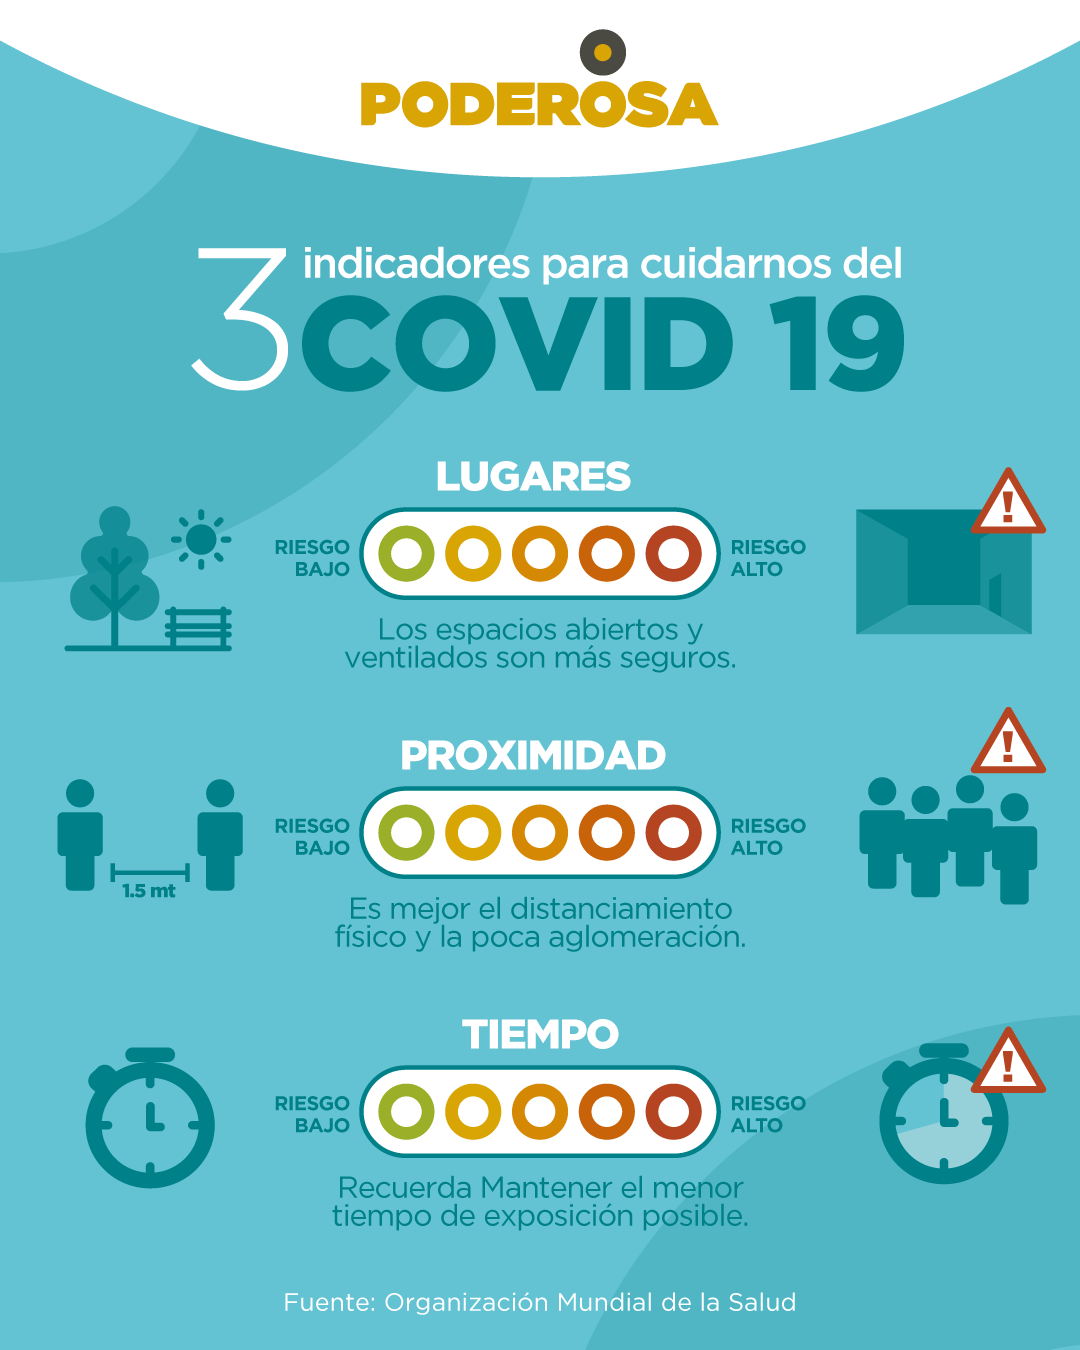 PODEROSA
3 indicadores para cuidarnos del
COVID 19
LUGARES
RIESGO
BAJO
RIESGO
ALTO
!
Los espacios abiertos y
ventilados son más seguros.
PROXIMIDAD
1.5 mt
RIESGO
BAJO
RIESGO
ALTO
!
Es mejor el distanciamiento
físico y la poca aglomeración.
TIEMPO
RIESGO
BAJO
RIESGO
ALTO
!
Recuerda Mantener el menor
tiempo de exposición posible.
Fuente: Organización Mundial de la Salud